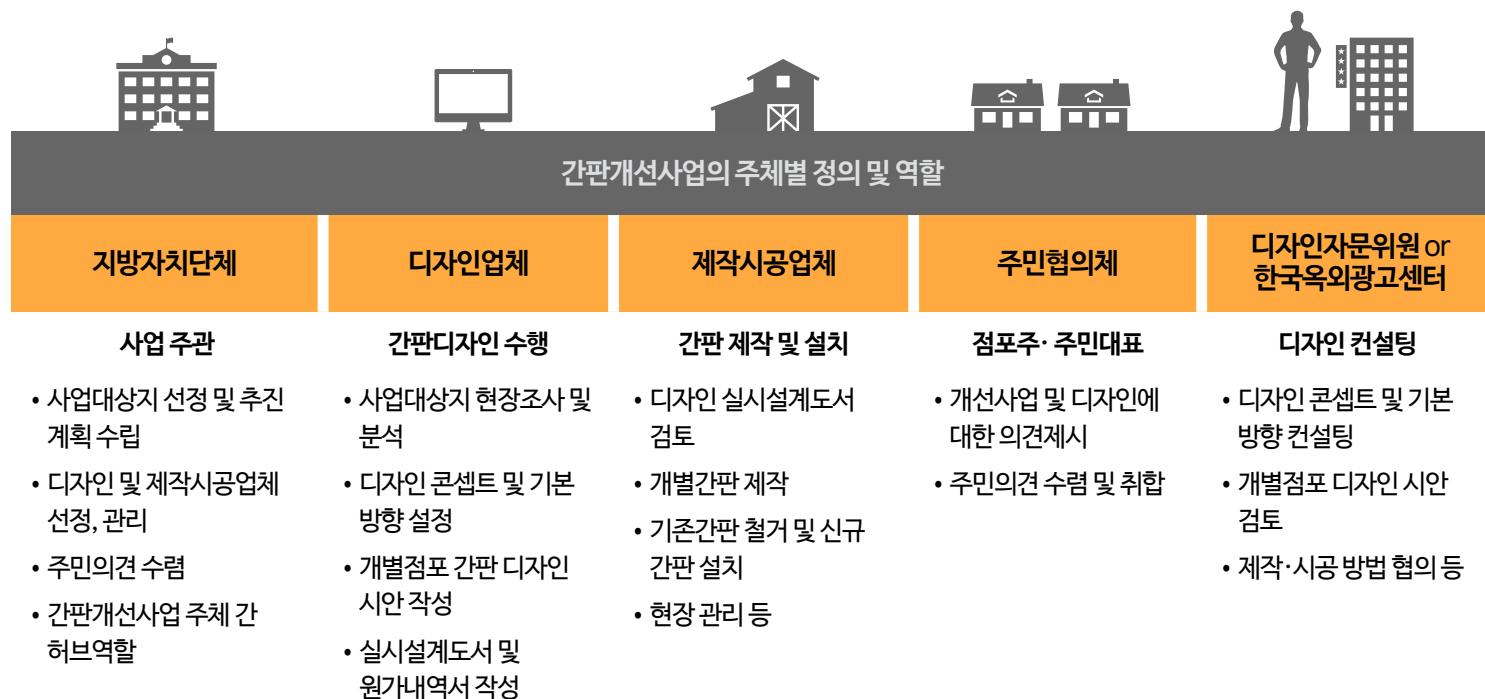 간판개선사업의 주체별 정의 및 역할
지방자치단체
사업 주관
• 사업대상지 선정 및 추진
계획 수립
• 디자인 및 제작시공업체
선정, 관리
• 주민의견 수렴
• 간판개선사업 주체 간
허브역할
디자인업체
간판디자인 수행
• 사업대상지 현장조사 및
분석
• 디자인 콘셉트 및 기본
방향 설정
• 개별점포 간판 디자인
시안 작성
• 실시설계도서 및
원가내역서 작성
제작시공업체
간판 제작 및 설치
• 디자인 실시설계도서
검토
• 개별간판 제작
• 기존간판 철거 및 신규
간판 설치
• 현장 관리 등
주민협의체
점포주· 주민대표
• 개선사업 및 디자인에
대한 의견제시
• 주민의견 수렴 및 취합
디자인자문위원 or
한국옥외광고센터
디자인 컨설팅
• 디자인 콘셉트 및 기본
방향 컨설팅
• 개별점포 디자인 시안
검토
• 제작·시공 방법 협의 등